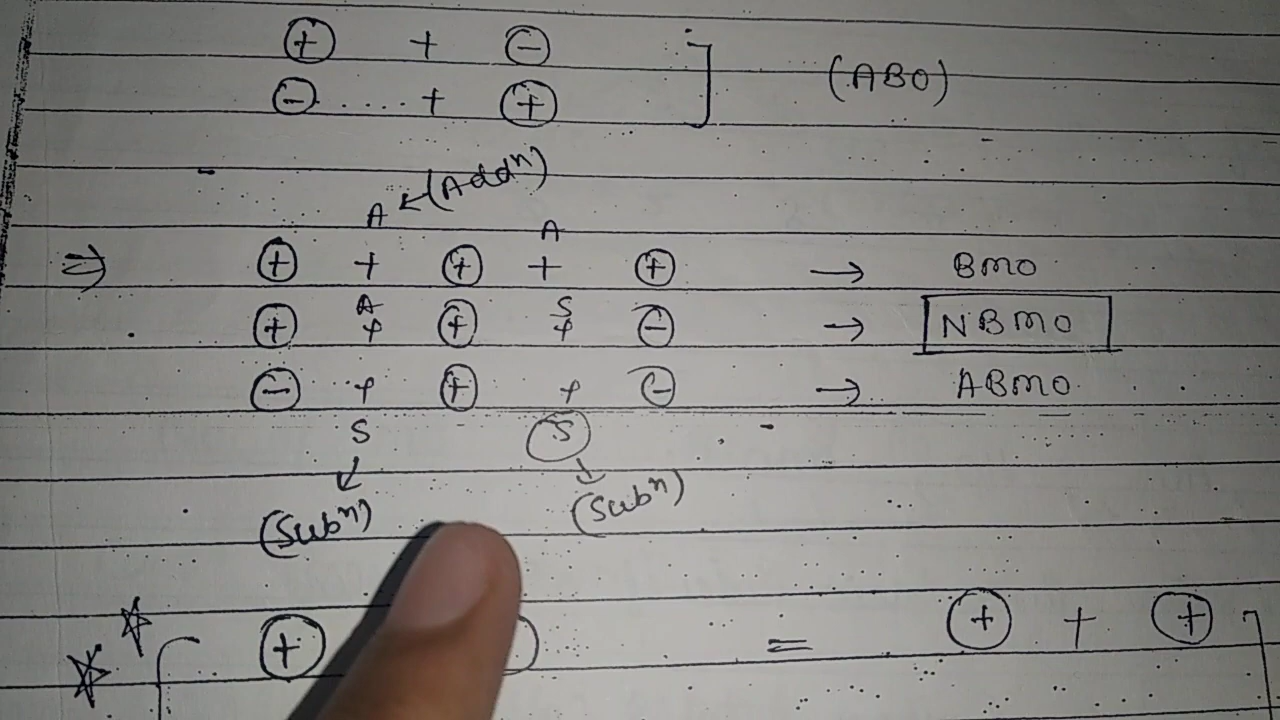 ⊕ + ⊖
⊖ ..... + ⊕ ] (ABO)
A ← (Addⁿ) A
⇒ ⊕ + ⊕ + ⊕ → BMO
A S
⊕ + ⊕ + ⊖ → NBMO
⊖ + ⊕ + ⊖ → ABMO
S S
(Subⁿ) (Subⁿ)
⊕ = ⊕ + ⊕